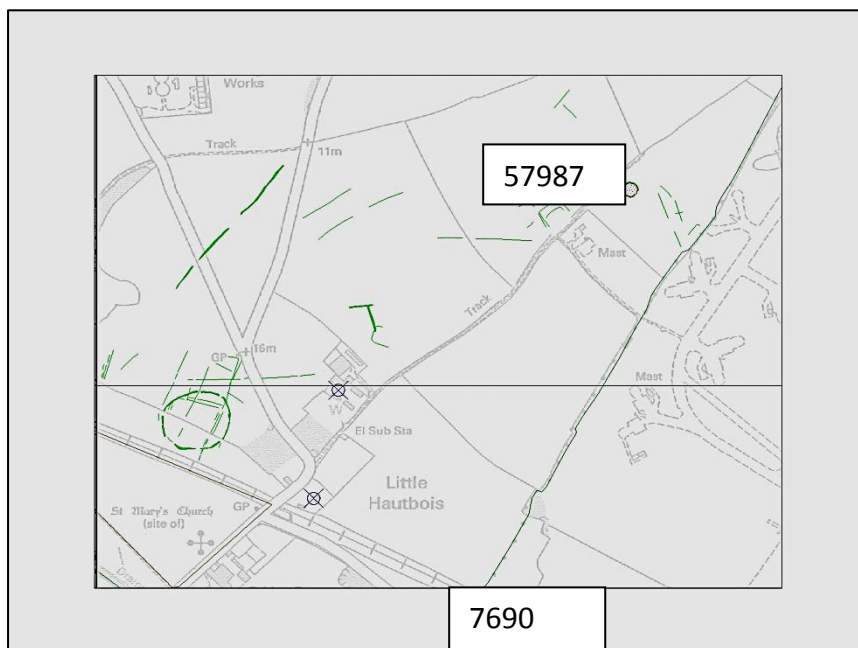 Works
Track
11m
57987
Mast
Track
GP
16m
Mast
W
El Sub Sta
Little
Hautbois
St Mary's Church
(site of)
GP
Drain
7690